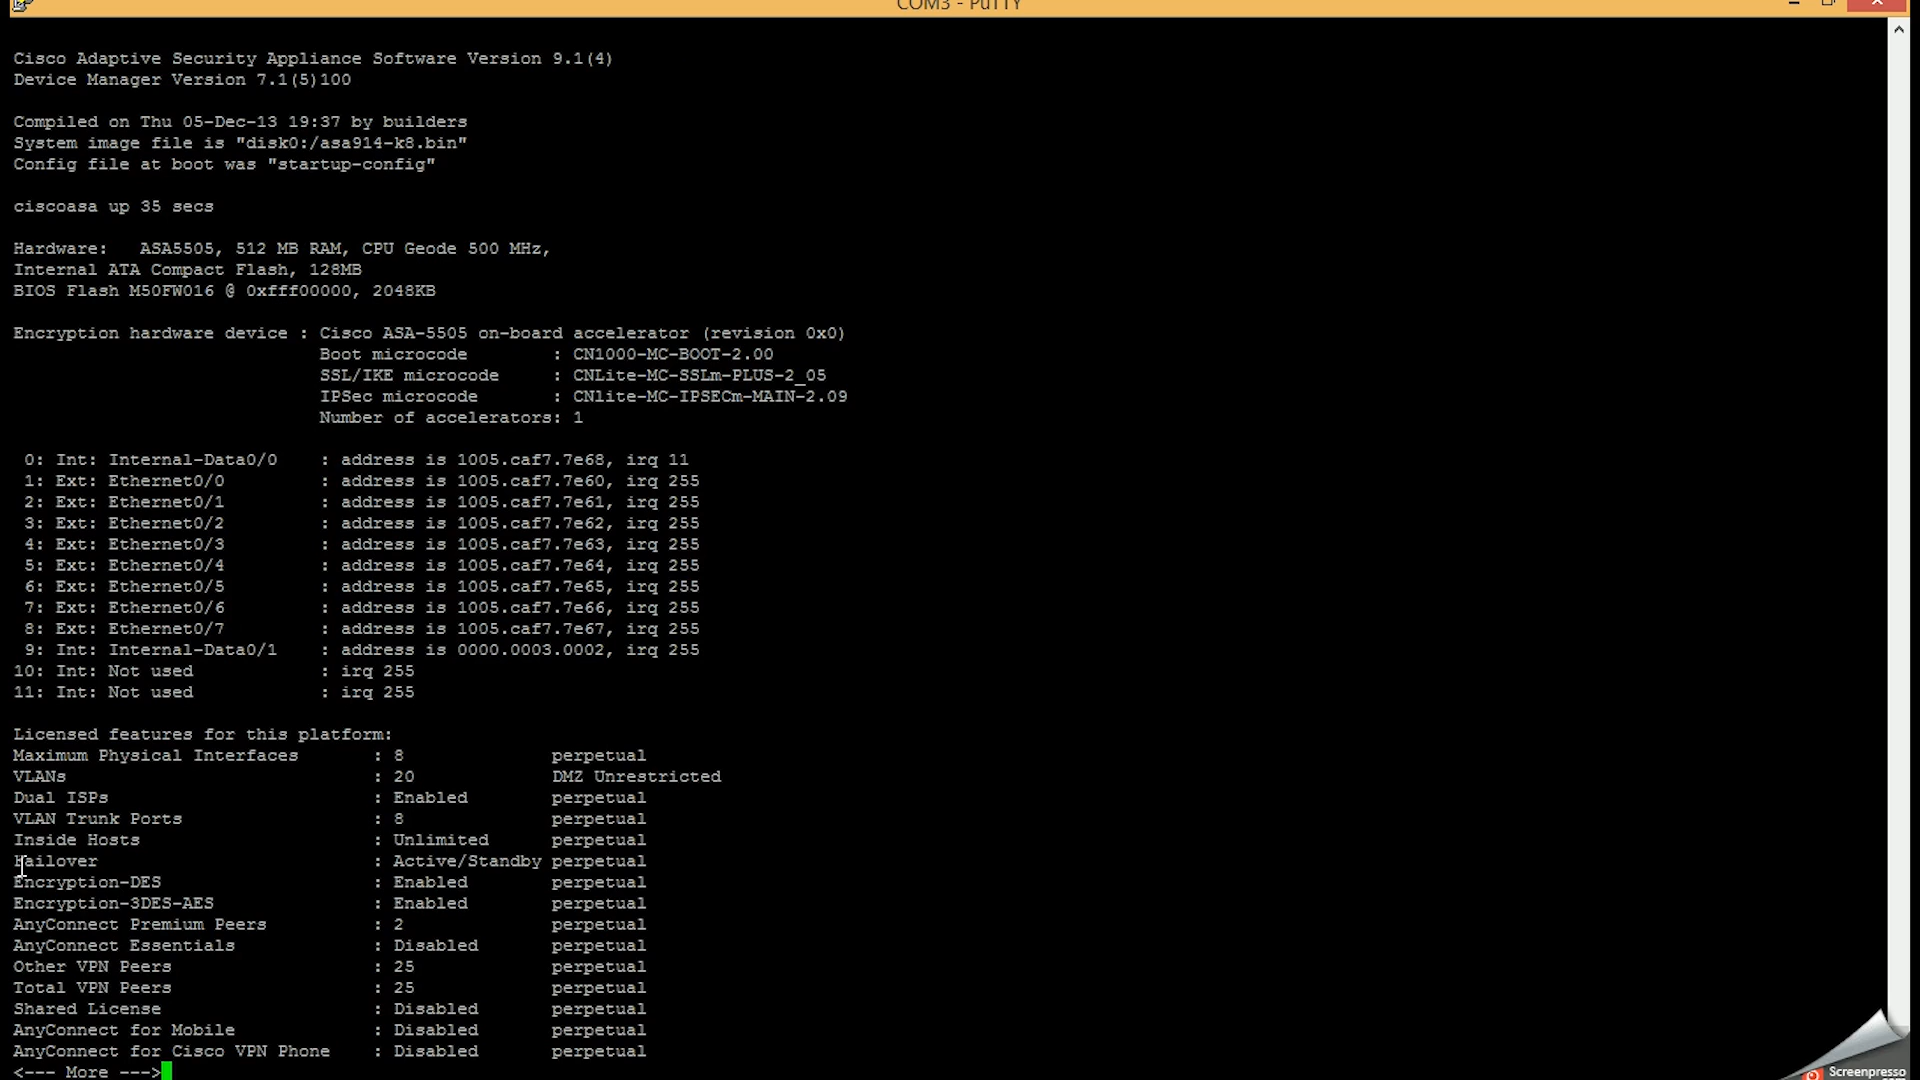 COM3 - PuTTY
Cisco Adaptive Security Appliance Software Version 9.1(4)
Device Manager Version 7.1(5)100
Compiled on Thu 05-Dec-13 19:37 by builders
System image file is "disk0:/asa914-k8.bin"
Config file at boot was "startup-config"
ciscoasa up 35 secs
Hardware:   ASA5505, 512 MB RAM, CPU Geode 500 MHz,
Internal ATA Compact Flash, 128MB
BIOS Flash M50FW016 @ 0xfff00000, 2048KB
Encryption hardware device : Cisco ASA-5505 on-board accelerator (revision 0x0)
Boot microcode        : CN1000-MC-BOOT-2.00
SSL/IKE microcode     : CNLite-MC-SSLm-PLUS-2_05
IPSec microcode       : CNlite-MC-IPSECm-MAIN-2.09
Number of accelerators: 1
0: Int: Internal-Data0/0    : address is 1005.caf7.7e68, irq 11
1: Ext: Ethernet0/0         : address is 1005.caf7.7e60, irq 255
2: Ext: Ethernet0/1         : address is 1005.caf7.7e61, irq 255
3: Ext: Ethernet0/2         : address is 1005.caf7.7e62, irq 255
4: Ext: Ethernet0/3         : address is 1005.caf7.7e63, irq 255
5: Ext: Ethernet0/4         : address is 1005.caf7.7e64, irq 255
6: Ext: Ethernet0/5         : address is 1005.caf7.7e65, irq 255
7: Ext: Ethernet0/6         : address is 1005.caf7.7e66, irq 255
8: Ext: Ethernet0/7         : address is 1005.caf7.7e67, irq 255
9: Int: Internal-Data0/1    : address is 0000.0003.0002, irq 255
10: Int: Not used            : irq 255
11: Int: Not used            : irq 255
Licensed features for this platform:
Maximum Physical Interfaces       : 8              perpetual
VLANs                             : 20             DMZ Unrestricted
Dual ISPs                         : Enabled        perpetual
VLAN Trunk Ports                  : 8              perpetual
Inside Hosts                      : Unlimited      perpetual
Failover                          : Active/Standby perpetual
Encryption-DES                    : Enabled        perpetual
Encryption-3DES-AES               : Enabled        perpetual
AnyConnect Premium Peers          : 2              perpetual
AnyConnect Essentials             : Disabled       perpetual
Other VPN Peers                   : 25             perpetual
Total VPN Peers                   : 25             perpetual
Shared License                    : Disabled       perpetual
AnyConnect for Mobile             : Disabled       perpetual
AnyConnect for Cisco VPN Phone    : Disabled       perpetual
<--- More --->
Screenpresso